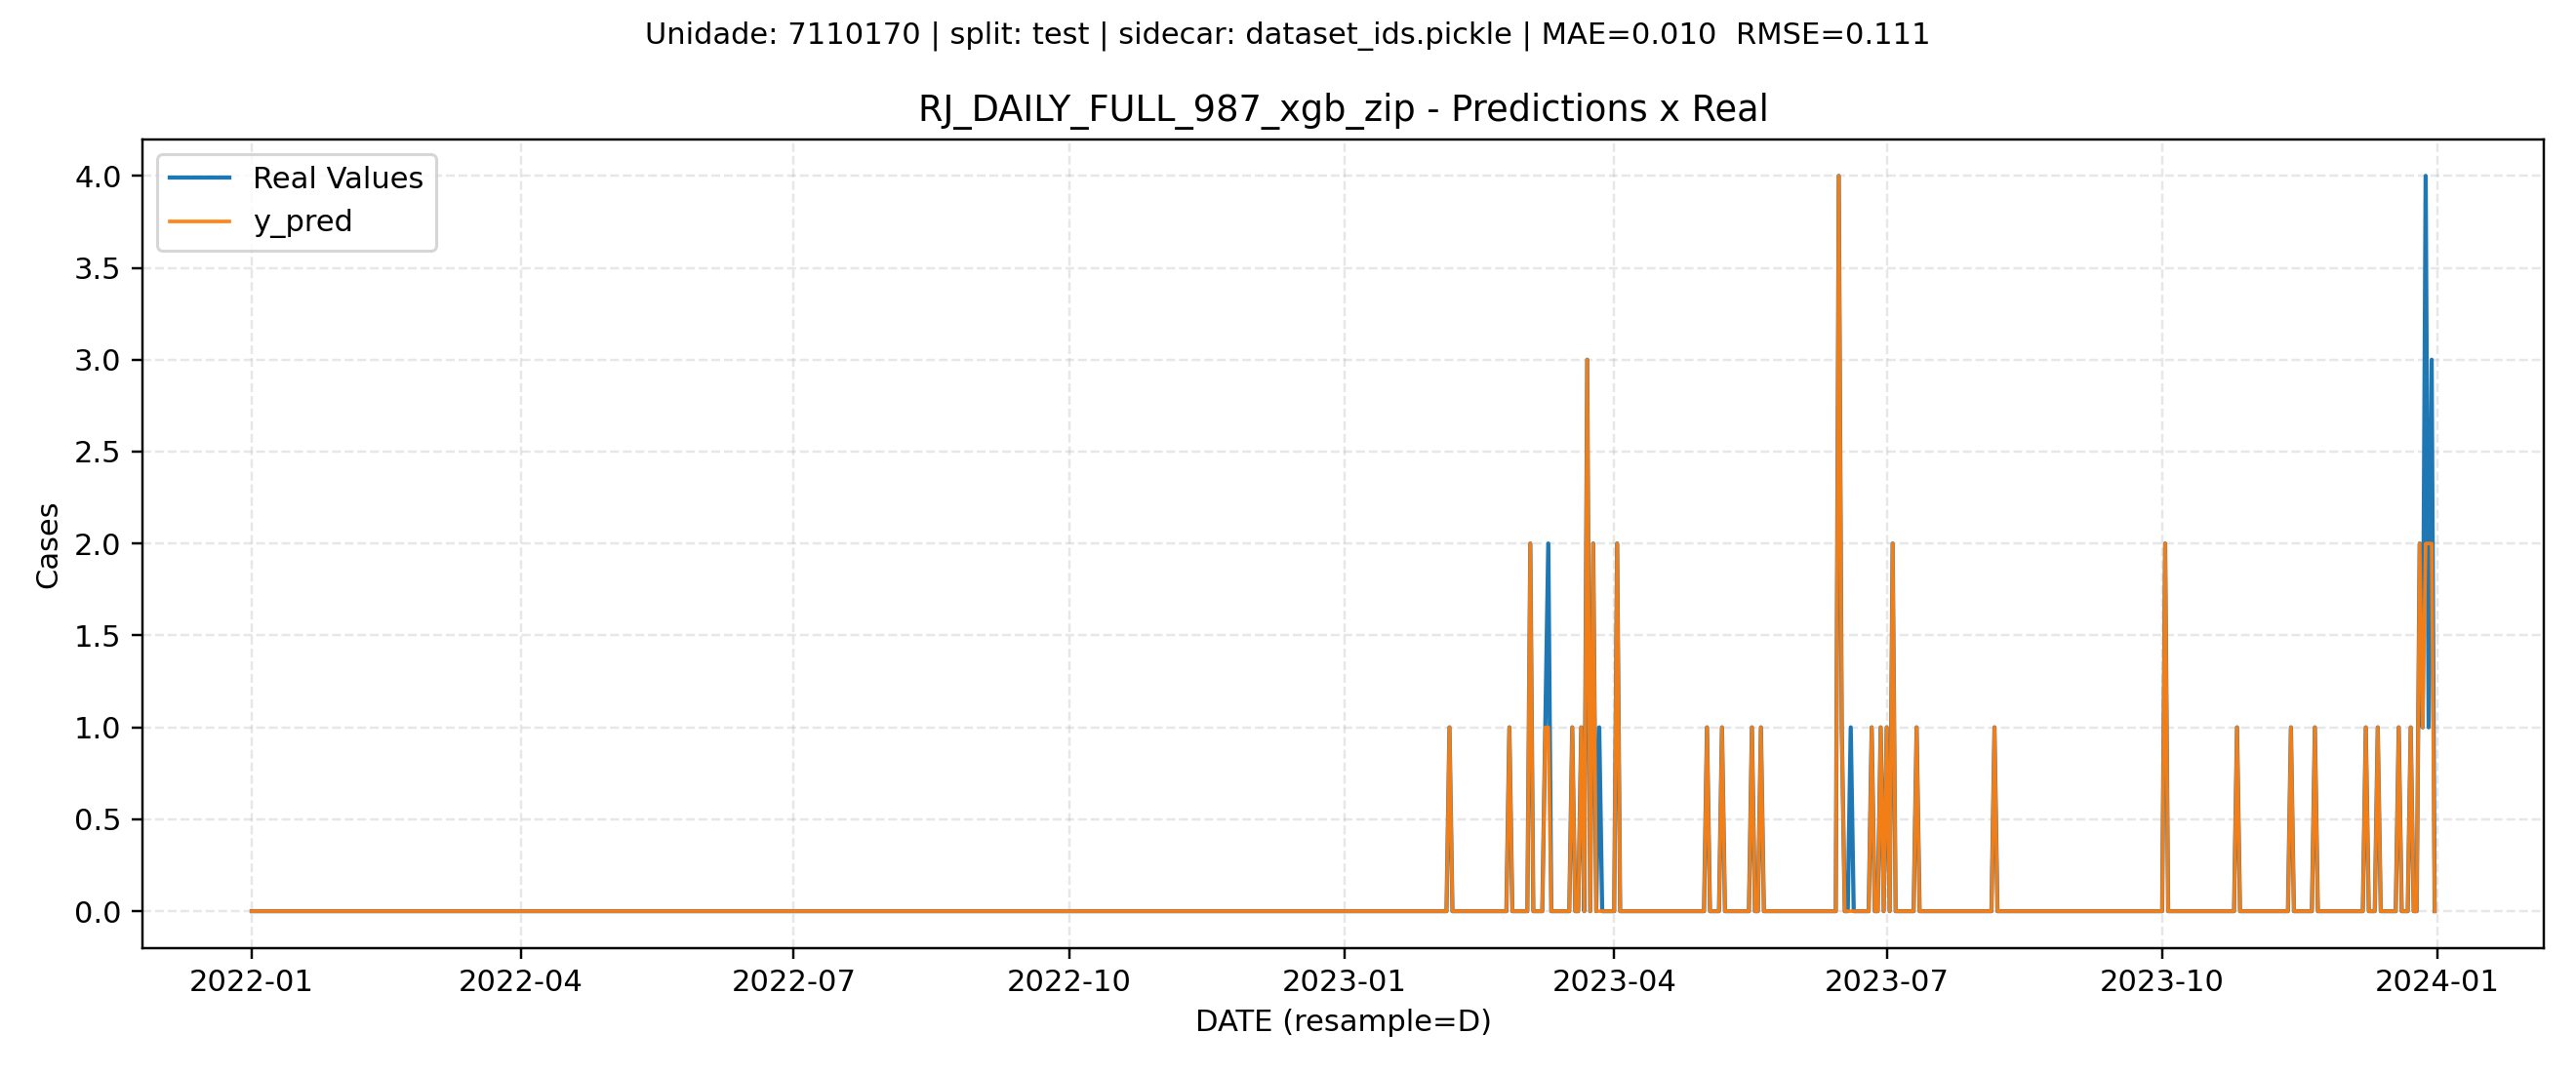 Unidade: 7110170 | split: test | sidecar: dataset_ids.pickle | MAE=0.010  RMSE=0.111
RJ_DAILY_FULL_987_xgb_zip - Predictions x Real
Real Values
y_pred
Cases
4.0
3.5
3.0
2.5
2.0
1.5
1.0
0.5
0.0
2022-01 2022-04 2022-07 2022-10 2023-01 2023-04 2023-07 2023-10 2024-01
DATE (resample=D)